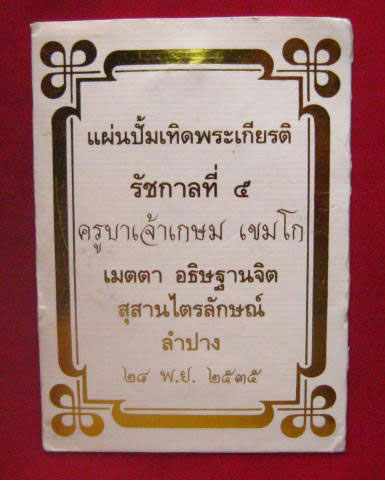 แผ่นปั้มเทิดพระเกียรติ
รัชกาลที่ ๕
ครูบาเจ้าเกษม เขมโก
เมตตา อธิษฐานจิต
สุสานไตรลักษณ์
ลำปาง
๒๘ พ.ย. ๒๕๓๕